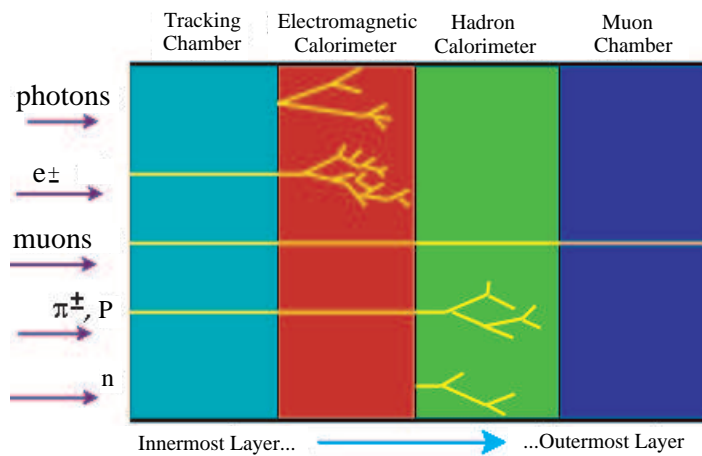 Tracking Chamber
Electromagnetic Calorimeter
Hadron Calorimeter
Muon Chamber
photons
e±
muons
π±, P
n
Innermost Layer...
...Outermost Layer